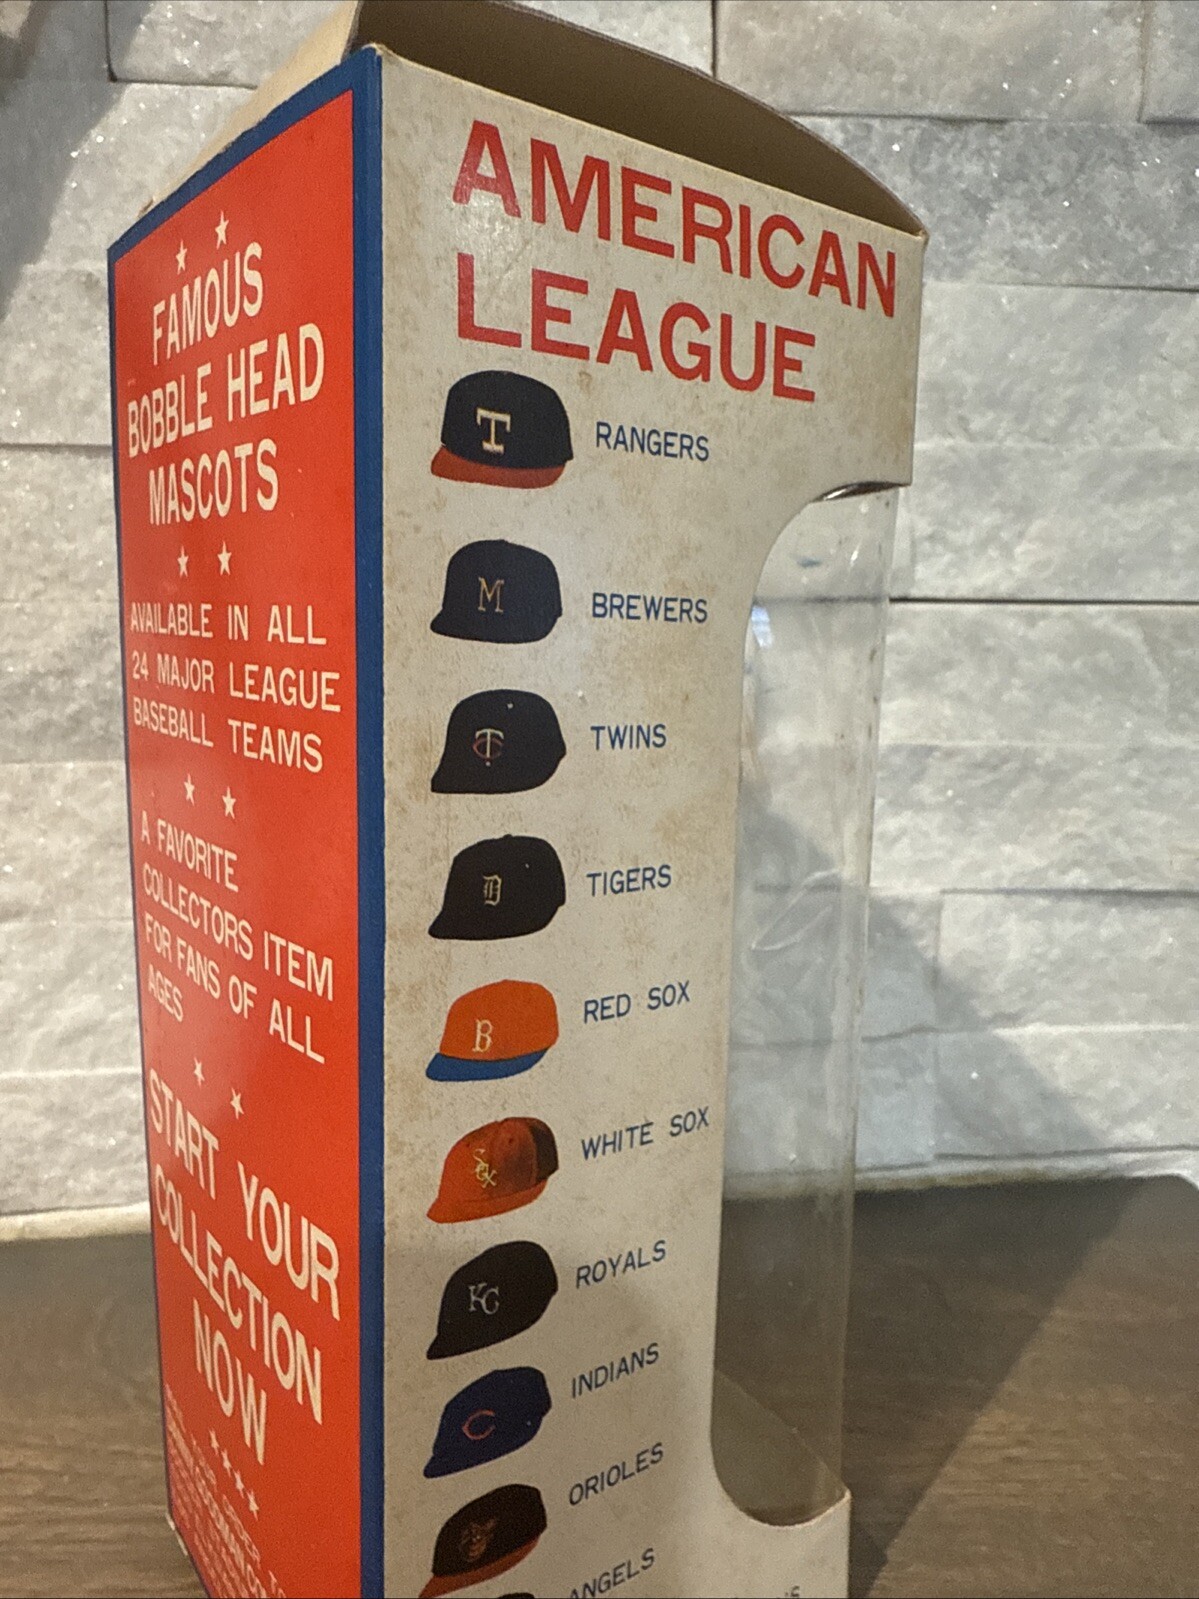 FAMOUS
BOBBLE HEAD
MASCOTS
AVAILABLE IN ALL
24 MAJOR LEAGUE
BASEBALL TEAMS
A FAVORITE
COLLECTORS ITEM
FOR FANS OF ALL
AGES
START YOUR
COLLECTION
NOW
AMERICAN
LEAGUE
T RANGERS
M BREWERS
TC TWINS
D TIGERS
B RED SOX
SOX WHITE SOX
KC ROYALS
C INDIANS
ORIOLES
ANGELS